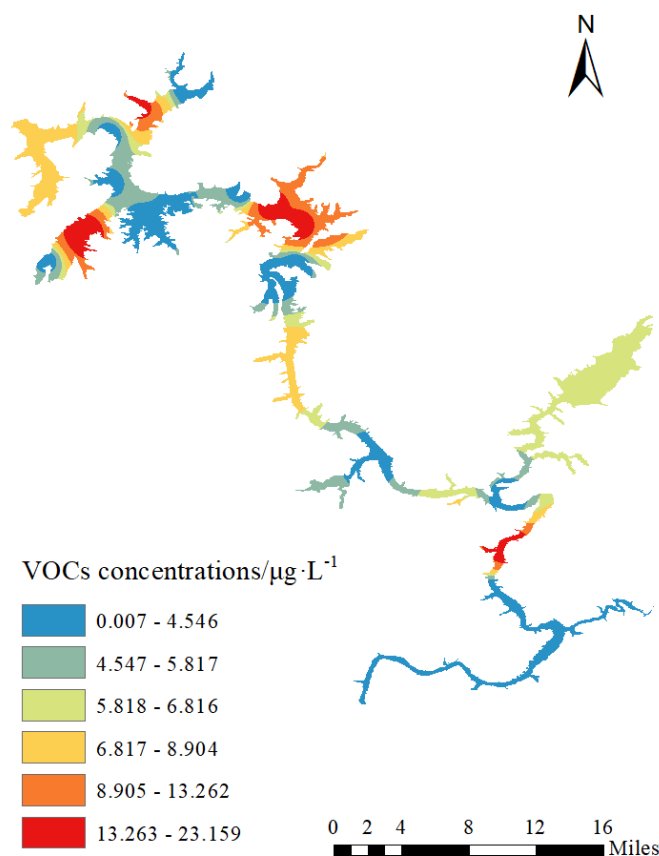 N
VOCs concentrations/μg·L⁻¹
0.007 - 4.546
4.547 - 5.817
5.818 - 6.816
6.817 - 8.904
8.905 - 13.262
13.263 - 23.159
0 2 4 8 12 16
Miles